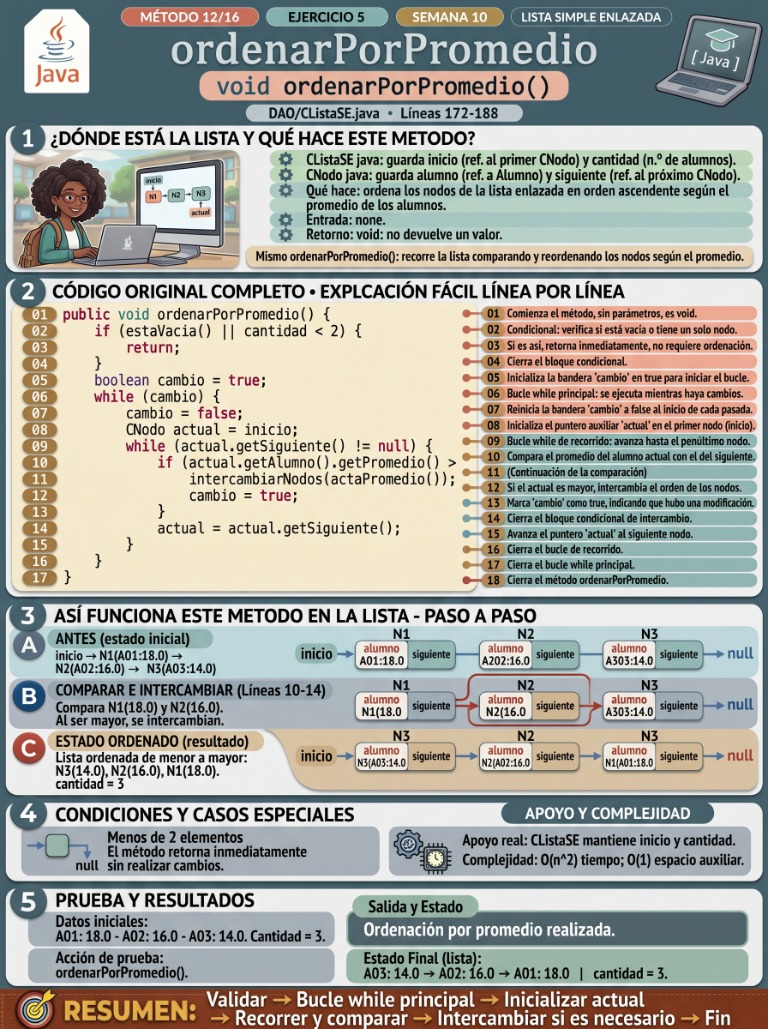 MÉTODO 12/16
EJERCICIO 5
SEMANA 10
LISTA SIMPLE ENLAZADA
Java
ordenarPorPromedio
[ Java ]
void ordenarPorPromedio()
DAO/CListaSE.java • Líneas 172-188
1 ¿DÓNDE ESTÁ LA LISTA Y QUÉ HACE ESTE METODO?
inicio
N1
N2
N3
actual
CListaSE java: guarda inicio (ref. al primer CNodo) y cantidad (n.º de alumnos).
CNodo java: guarda alumno (ref. a Alumno) y siguiente (ref. al próximo CNodo).
Qué hace: ordena los nodos de la lista enlazada en orden ascendente según el
promedio de los alumnos.
Entrada: none.
Retorno: void: no devuelve un valor.
Mismo ordenarPorPromedio(): recorre la lista comparando y reordenando los nodos según el promedio.
2 CÓDIGO ORIGINAL COMPLETO • EXPLCACIÓN FÁCIL LÍNEA POR LÍNEA
01 public void ordenarPorPromedio() {
02 if (estaVacia() || cantidad < 2) {
03 return;
04 }
05 boolean cambio = true;
06 while (cambio) {
07 cambio = false;
08 CNodo actual = inicio;
09 while (actual.getSiguiente() != null) {
10 if (actual.getAlumno().getPromedio() >
11 intercambiarNodos(actaPromedio());
12 cambio = true;
13 }
14 actual = actual.getSiguiente();
15 }
16 }
17 }
01 Comienza el método, sin parámetros, es void.
02 Condicional: verifica si está vacía o tiene un solo nodo.
03 Si es así, retorna inmediatamente, no requiere ordenación.
04 Cierra el bloque condicional.
05 Inicializa la bandera 'cambio' en true para iniciar el bucle.
06 Bucle while principal: se ejecuta mientras haya cambios.
07 Reinicia la bandera 'cambio' a false al inicio de cada pasada.
08 Inicializa el puntero auxiliar 'actual' en el primer nodo (inicio).
09 Bucle while de recorrido: avanza hasta el penúltimo nodo.
10 Compara el promedio del alumno actual con el del siguiente.
11 (Continuación de la comparación)
12 Si el actual es mayor, intercambia el orden de los nodos.
13 Marca 'cambio' como true, indicando que hubo una modificación.
14 Cierra el bloque condicional de intercambio.
15 Avanza el puntero 'actual' al siguiente nodo.
16 Cierra el bucle de recorrido.
17 Cierra el bucle while principal.
18 Cierra el método ordenarPorPromedio.
3 ASÍ FUNCIONA ESTE METODO EN LA LISTA - PASO A PASO
A ANTES (estado inicial)
inicio → N1(A01:18.0) →
N2(A02:16.0) → N3(A03:14.0)
N1 N2 N3
inicio alumno siguiente alumno siguiente alumno siguiente null
A01:18.0 A202:16.0 A303:14.0
B COMPARAR E INTERCAMBIAR (Líneas 10-14)
Compara N1(18.0) y N2(16.0).
Al ser mayor, se intercambian.
N1 N2 N3
alumno siguiente alumno siguiente alumno siguiente null
N1(18.0 N2(16.0 A303:14.0
C ESTADO ORDENADO (resultado)
Lista ordenada de menor a mayor:
N3(14.0), N2(16.0), N1(18.0).
cantidad = 3
N3 N2 N3
inicio alumno siguiente alumno siguiente alumno siguiente null
N3(A03:14.0 N2(A02:16.0 N1(A01:18.0
4 CONDICIONES Y CASOS ESPECIALES
null
Menos de 2 elementos
El método retorna inmediatamente
sin realizar cambios.
APOYO Y COMPLEJIDAD
Apoyo real: CListaSE mantiene inicio y cantidad.
Complejidad: O(n^2) tiempo; O(1) espacio auxiliar.
5 PRUEBA Y RESULTADOS
Datos iniciales:
A01: 18.0 - A02: 16.0 - A03: 14.0. Cantidad = 3.
Acción de prueba:
ordenarPorPromedio().
Salida y Estado
Ordenación por promedio realizada.
Estado Final (lista):
A03: 14.0 → A02: 16.0 → A01: 18.0 | cantidad = 3.
RESUMEN: Validar → Bucle while principal → Inicializar actual
→ Recorrer y comparar → Intercambiar si es necesario → Fin